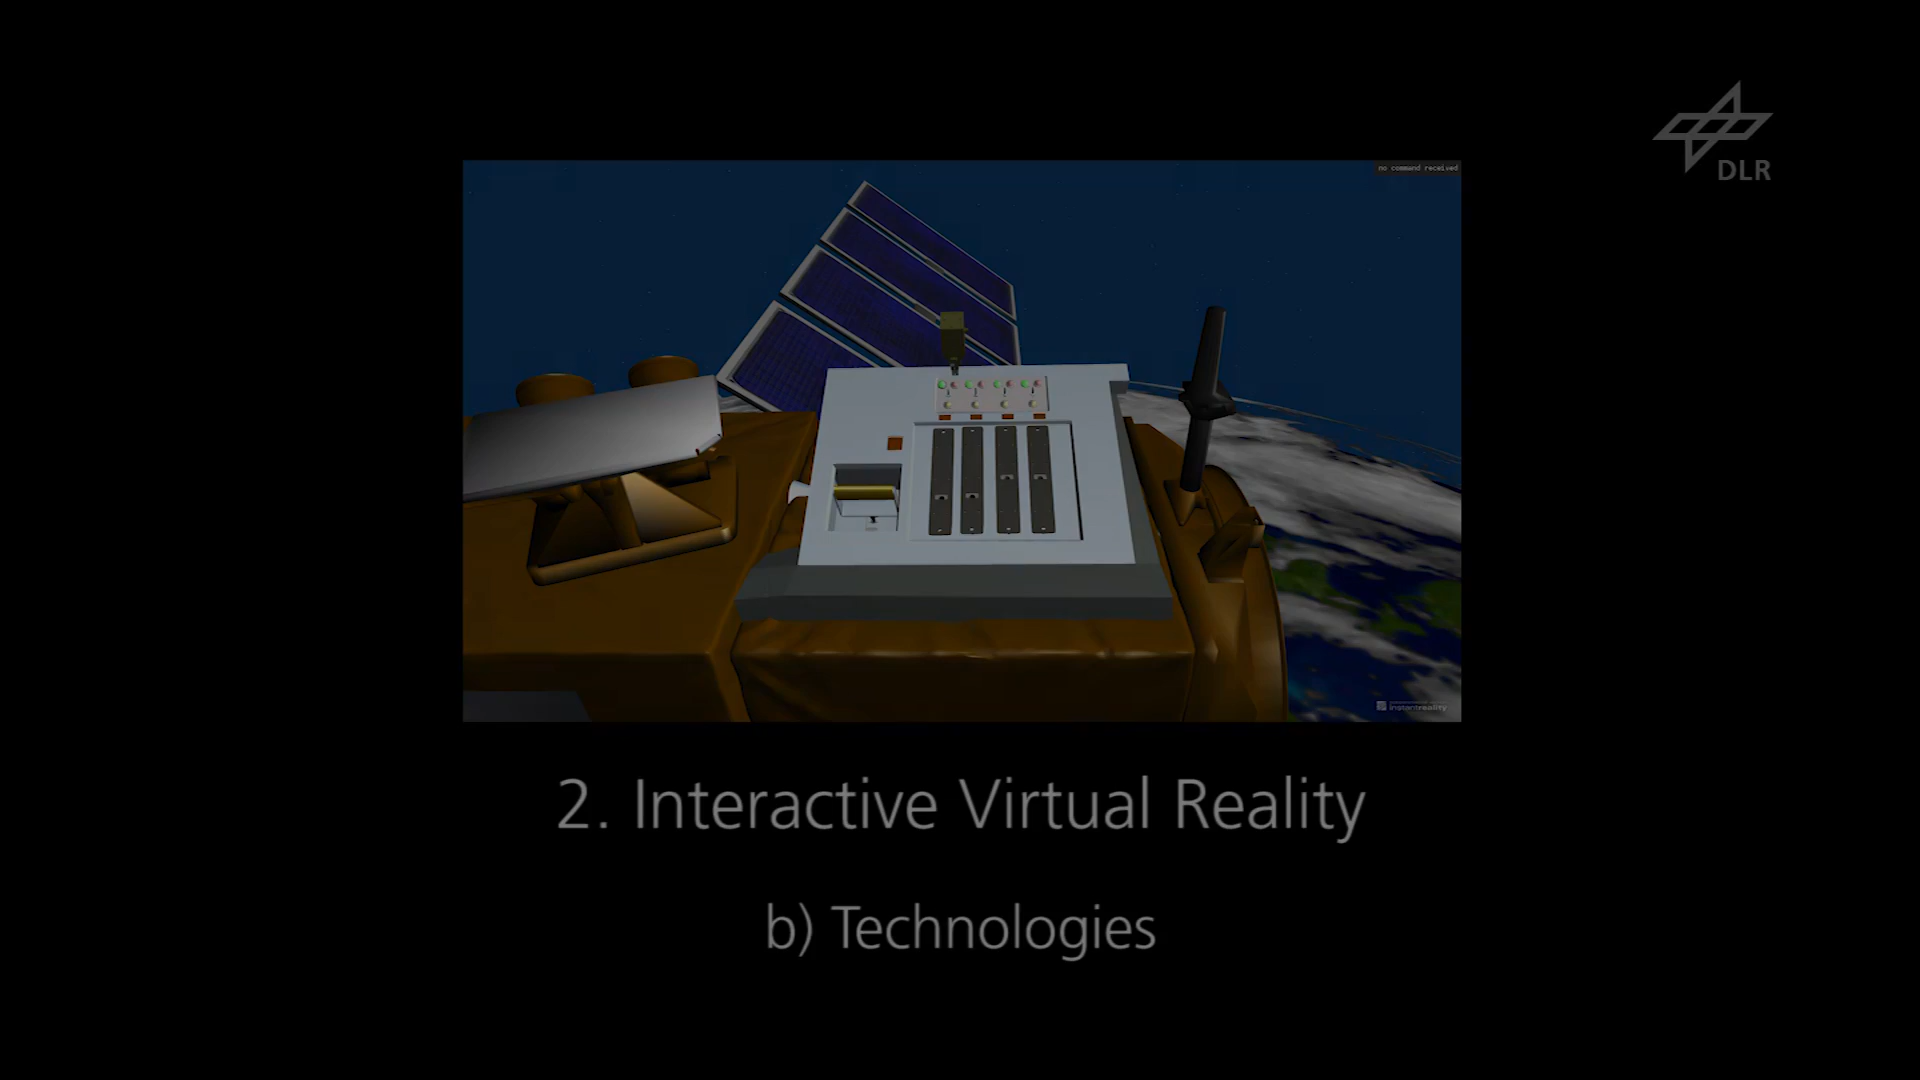 DLR
no command received
instantreality
2. Interactive Virtual Reality
b) Technologies